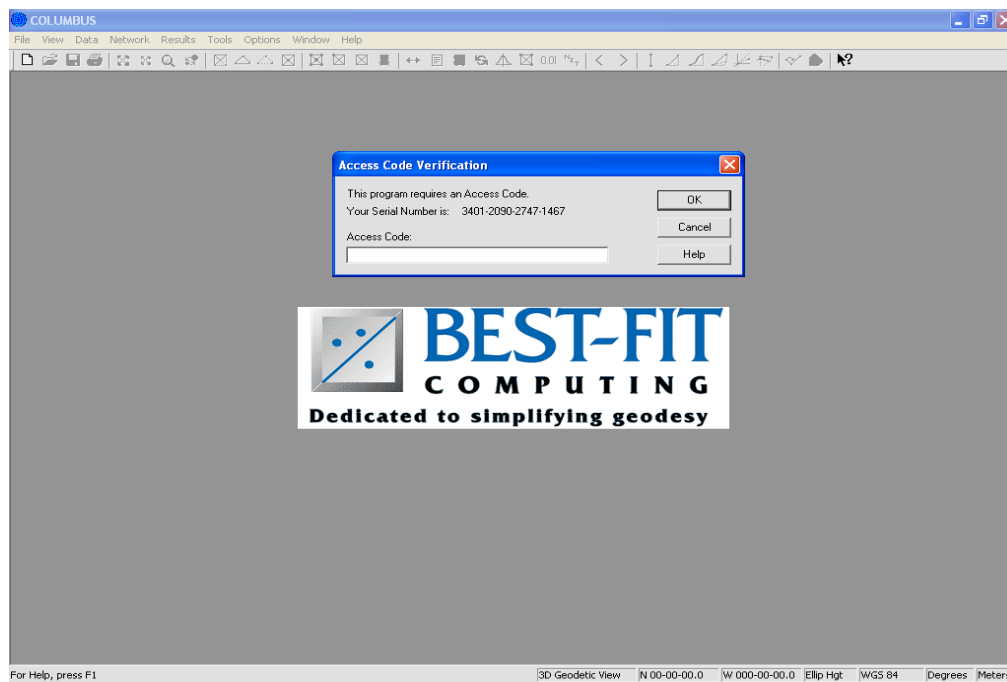 COLUMBUS
File View Data Network Results Tools Options Window Help
0.01
Access Code Verification
This program requires an Access Code.
Your Serial Number is: 3401-2090-2747-1467
Access Code:
OK
Cancel
Help
BEST-FIT
COMPUTING
Dedicated to simplifying geodesy
For Help, press F1
3D Geodetic View N 00-00-00.0 W 000-00-00.0 Ellip Hgt WGS 84 Degrees Meter